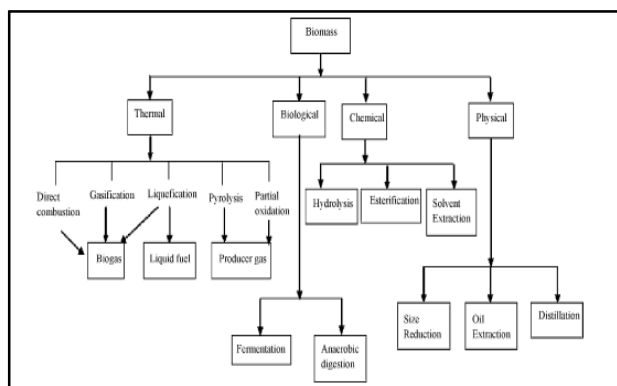 Biomass
Thermal
Biological
Chemical
Physical
Direct
combustion
Gasification
Liquefication
Pyrolysis
Partial
oxidation
Hydrolysis
Esterification
Solvent
Extraction
Biogas
Liquid fuel
Producer gas
Size
Reduction
Oil
Extraction
Distillation
Fermentation
Anaerobic
digestion